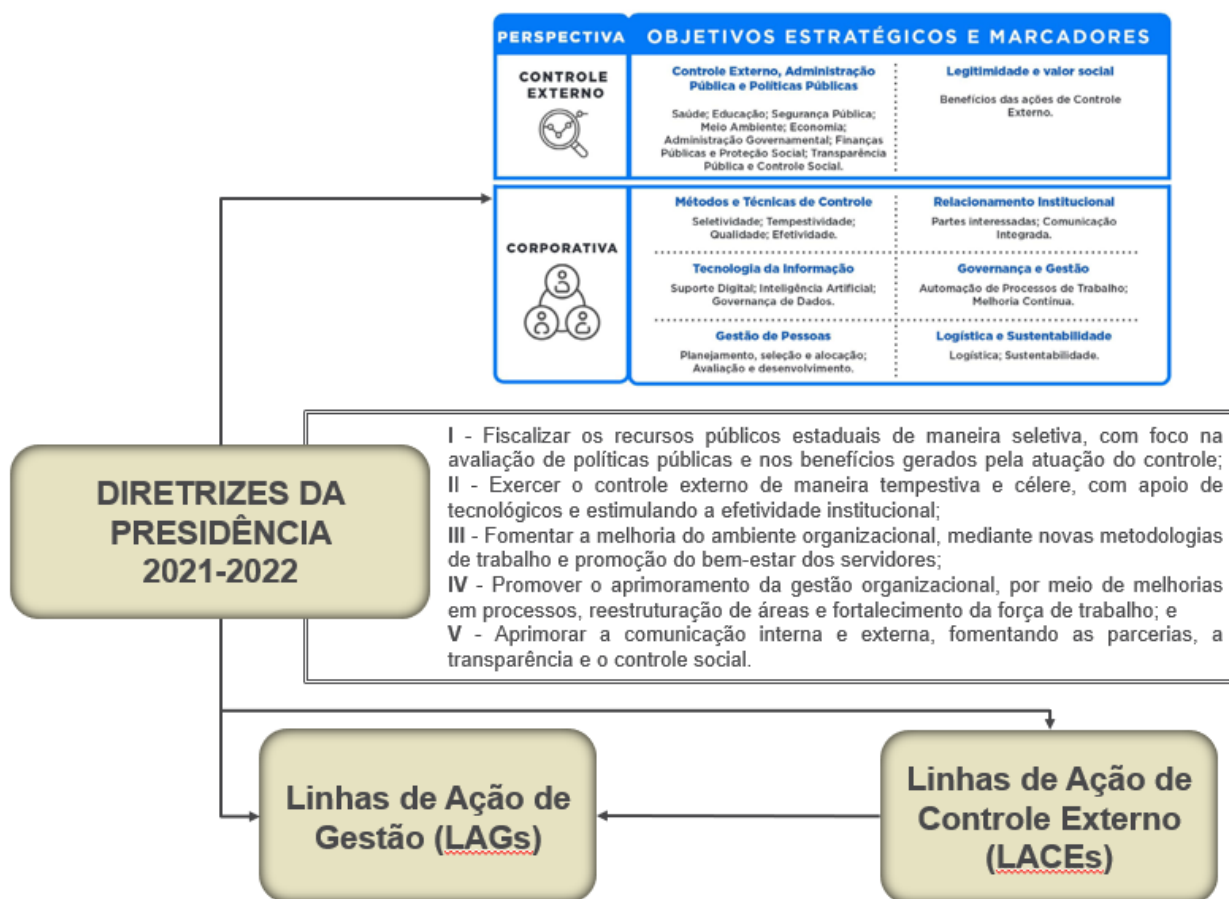 PERSPECTIVA
OBJETIVOS ESTRATÉGICOS E MARCADORES
CONTROLE
EXTERNO
Controle Externo, Administração
Pública e Políticas Públicas
Saúde; Educação; Segurança Pública;
Meio Ambiente; Economia;
Administração Governamental; Finanças
Públicas e Proteção Social; Transparência
Pública e Controle Social.
Legitimidade e valor social
Benefícios das ações de Controle
Externo.
CORPORATIVA
Métodos e Técnicas de Controle
Seletividade; Tempestividade;
Qualidade; Efetividade.
Relacionamento Institucional
Partes interessadas; Comunicação
Integrada.
Tecnologia da Informação
Suporte Digital; Inteligência Artificial;
Governança de Dados.
Governança e Gestão
Automação de Processos de Trabalho;
Melhoria Contínua.
Gestão de Pessoas
Planejamento, seleção e alocação;
Avaliação e desenvolvimento.
Logística e Sustentabilidade
Logística; Sustentabilidade.
DIRETRIZES DA
PRESIDÊNCIA
2021-2022
I - Fiscalizar os recursos públicos estaduais de maneira seletiva, com foco na
avaliação de políticas públicas e nos benefícios gerados pela atuação do controle;
II - Exercer o controle externo de maneira tempestiva e célere, com apoio de
tecnológicos e estimulando a efetividade institucional;
III - Fomentar a melhoria do ambiente organizacional, mediante novas metodologias
de trabalho e promoção do bem-estar dos servidores;
IV - Promover o aprimoramento da gestão organizacional, por meio de melhorias
em processos, reestruturação de áreas e fortalecimento da força de trabalho; e
V - Aprimorar a comunicação interna e externa, fomentando as parcerias, a
transparência e o controle social.
Linhas de Ação de
Gestão (LAGs)
Linhas de Ação de
Controle Externo
(LACEs)